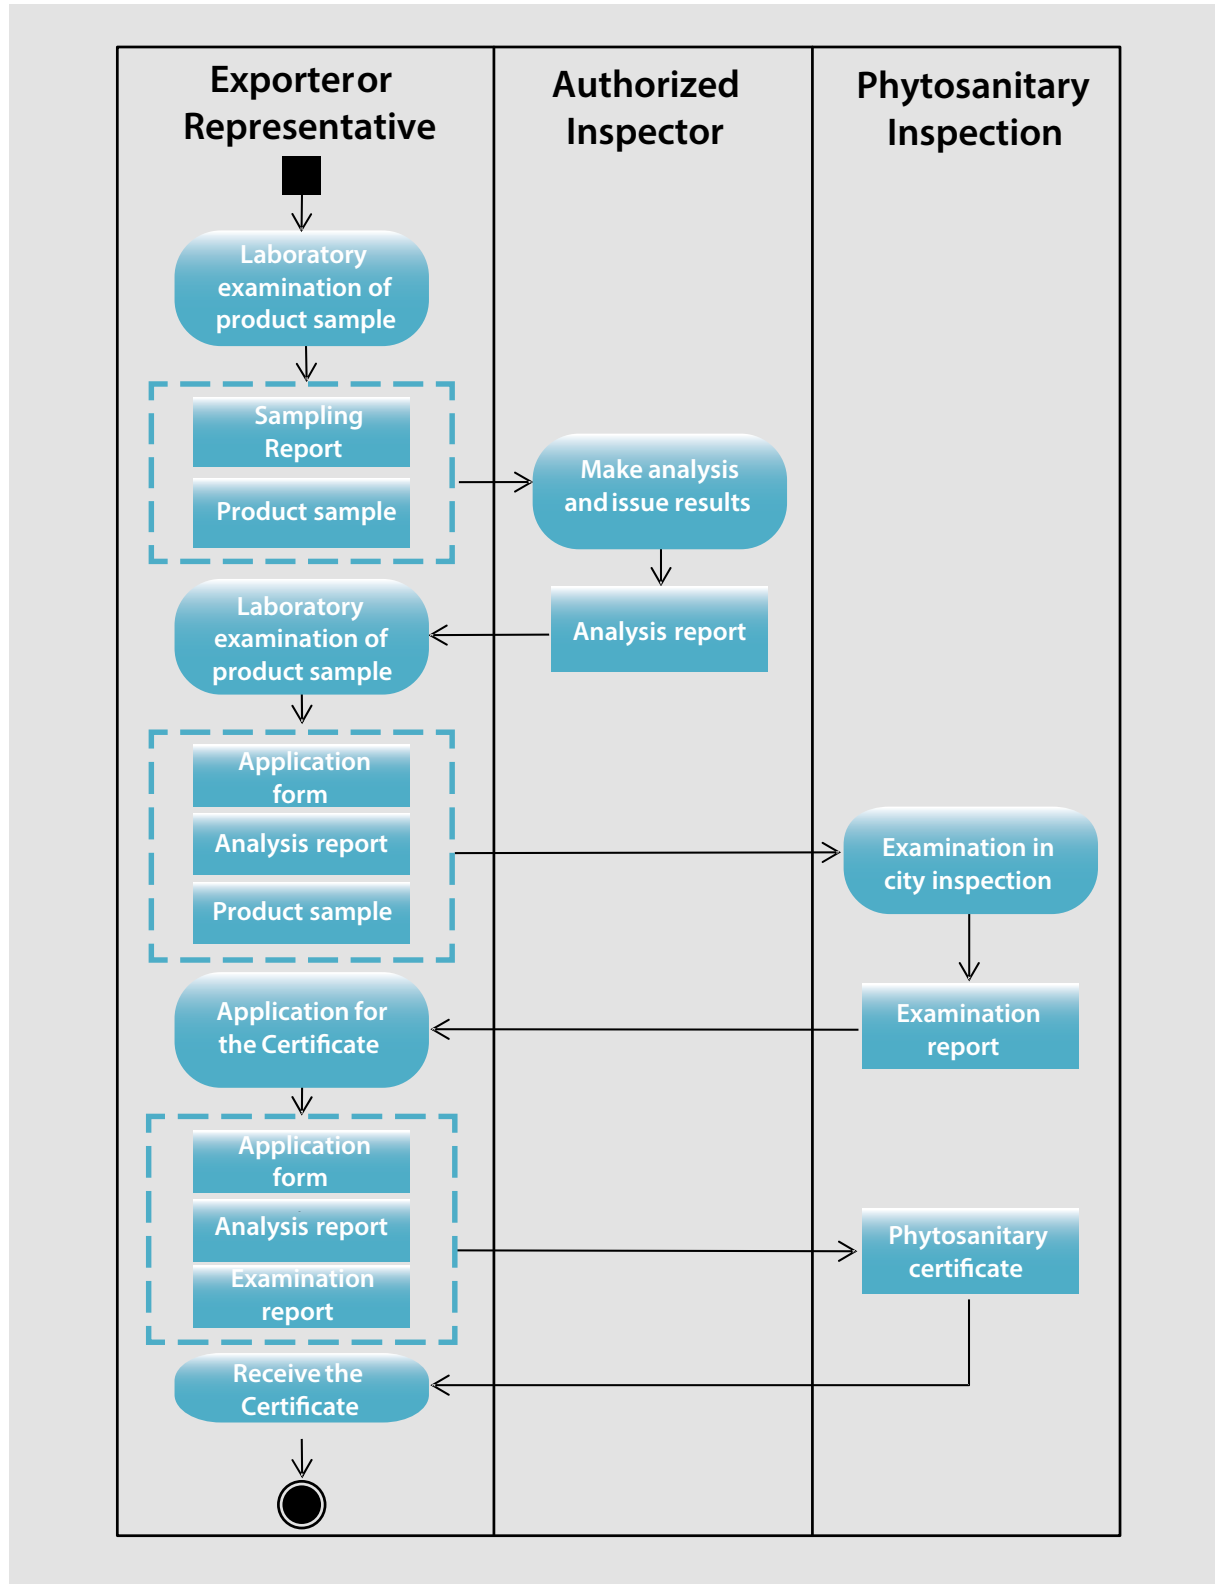 Exporter or
Representative
Authorized
Inspector
Phytosanitary
Inspection
Laboratory
examination of
product sample
Sampling
Report
Product sample
Make analysis
and issue results
Analysis report
Laboratory
examination of
product sample
Application
form
Analysis report
Product sample
Examination in
city inspection
Examination
report
Application for
the Certificate
Application
form
Analysis report
Examination
report
Phytosanitary
certificate
Receive the
Certificate